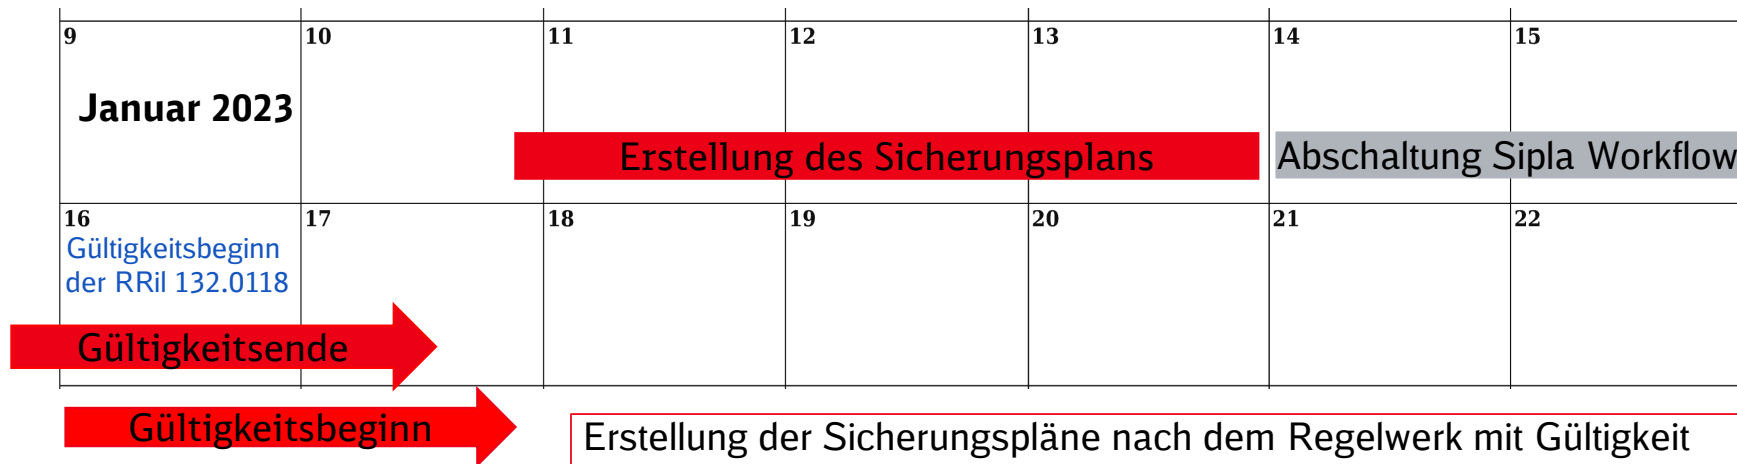 9 10 11 12 13 14 15
Januar 2023
Erstellung des Sicherungsplans
Abschaltung Sipla Workflow
16 17 18 19 20 21 22
Gültigkeitsbeginn
der RRil 132.0118
Gültigkeitsende
Gültigkeitsbeginn
Erstellung der Sicherungspläne nach dem Regelwerk mit Gültigkeit